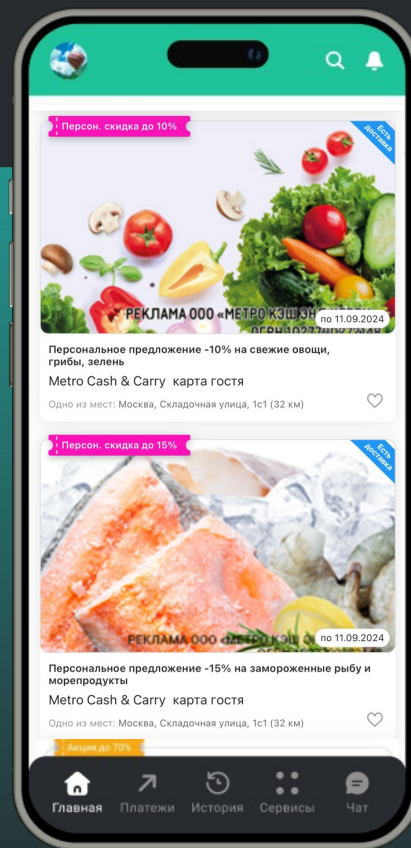 Персон. скидка до 10%
Есть
доставка
РЕКЛАМА ООО «МЕТРО КЭШ ЭН
по 11.09.2024
Персональное предложение -10% на свежие овощи,
грибы, зелень
Metro Cash & Carry карта гостя
Одно из мест: Москва, Складочная улица, 1с1 (32 км)
Персон. скидка до 15%
Есть
доставка
РЕКЛАМА ООО «МЕТРО КЭШ
по 11.09.2024
Персональное предложение -15% на замороженные рыбу и
морепродукты
Metro Cash & Carry карта гостя
Одно из мест: Москва, Складочная улица, 1с1 (32 км)
Акция до 70%
Главная Платежи История Сервисы Чат